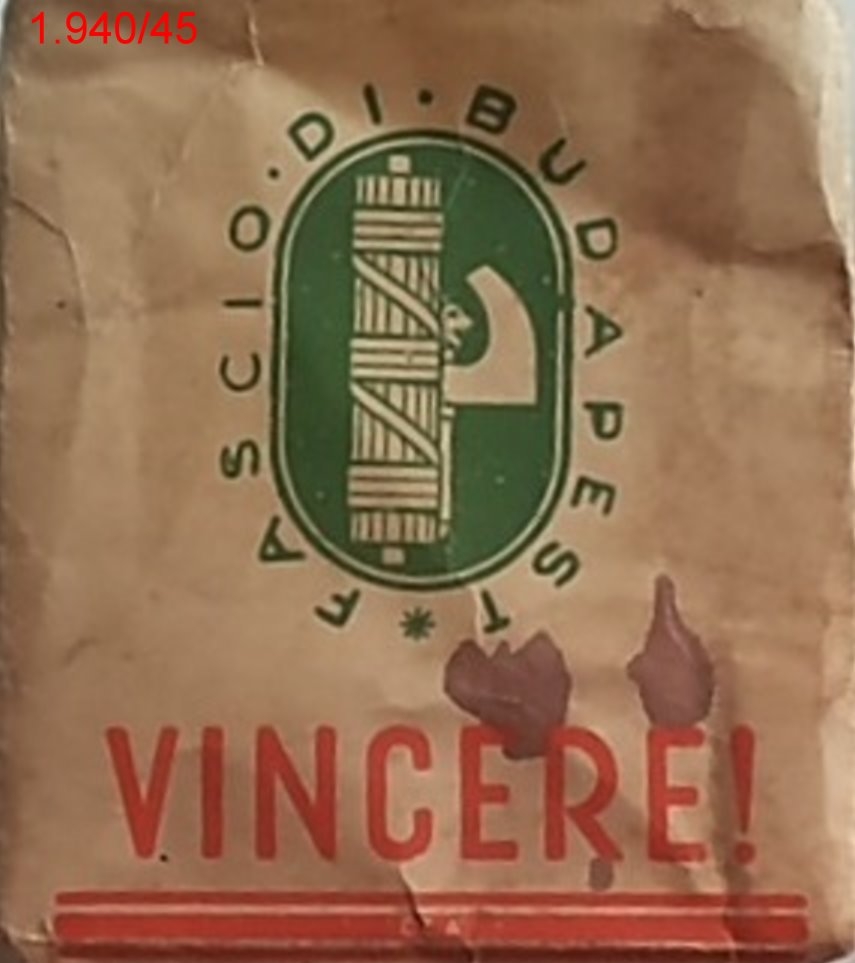 1.940/45
FASCIO·DI·BUDAPEST *
VINCERE!